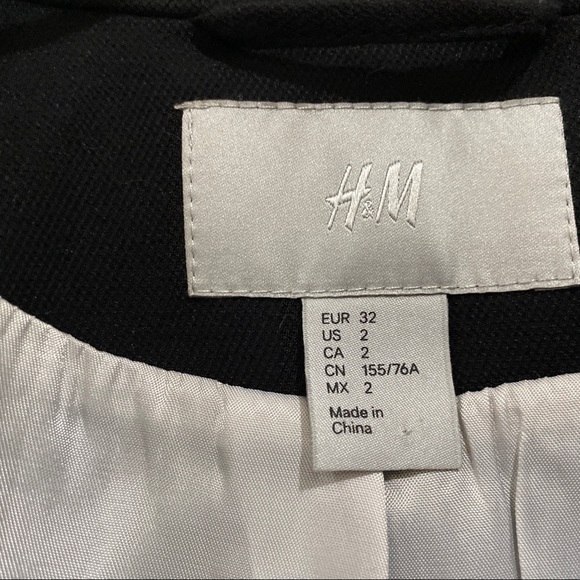 H&M
EUR 32
US 2
CA 2
CN 155/76A
MX 2
Made in
China